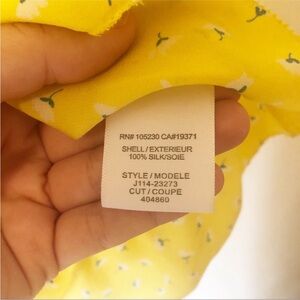 RN# 105230 CA#19371
SHELL/EXTERIEUR
100% SILK/SOIE
STYLE / MODELE
J114-23273
CUT / COUPE
404860